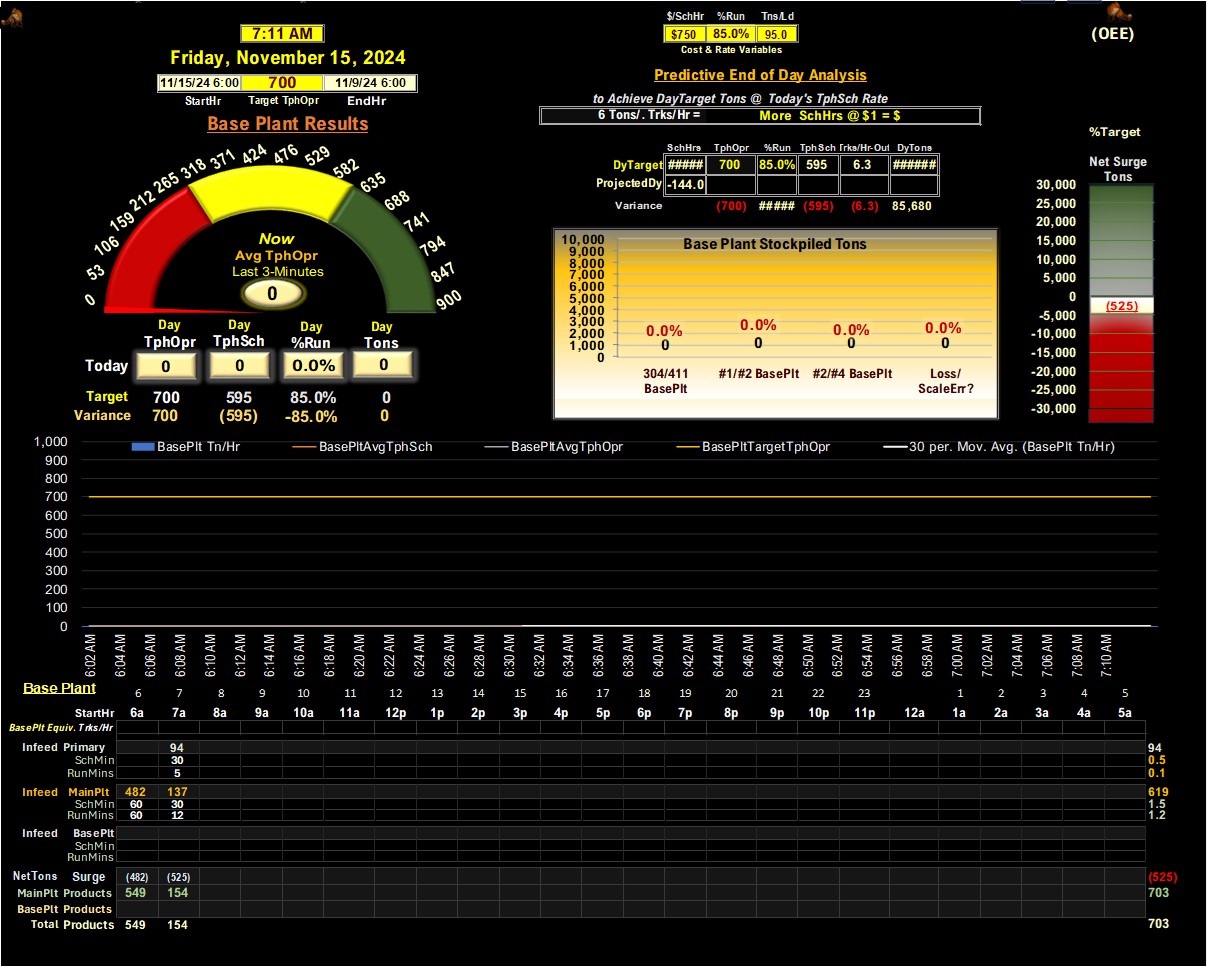 $/SchHr %Run Tns/Ld
7:11 AM $750 85.0% 95.0 (OEE)
Cost & Rate Variables
Friday, November 15, 2024
11/15/24 6:00 700 11/9/24 6:00
StartHr Target TphOpr EndHr
Predictive End of Day Analysis
to Achieve DayTarget Tons @ Today's TphSch Rate
6 Tons/. Trks/Hr = More SchHrs @ $1 = $
Base Plant Results
%Target
SchHrs TphOpr %Run TphSch Trks/Hr-Out DyTons
DyTarget ##### 700 85.0% 595 6.3 ######
ProjectedDy -144.0
Variance (700) ##### (595) (6.3) 85,680
0 53 106 159 212 265 318 371 424 476 529 582 635 688 741 794 847 900
Now
Avg TphOpr
Last 3-Minutes
0
Net Surge
Tons
30,000
25,000
20,000
15,000
10,000
5,000
0
(525)
-5,000
-10,000
-15,000
-20,000
-25,000
-30,000
Base Plant Stockpiled Tons
10,000
9,000
8,000
7,000
6,000
5,000
4,000
3,000
2,000
1,000
0
0.0% 0.0% 0.0% 0.0%
0 0 0 0
304/411 BasePlt #1/#2 BasePlt #2/#4 BasePlt Loss/ ScaleErr?
Day Day Day Day
TphOpr TphSch %Run Tons
Today 0 0 0.0% 0
Target 700 595 85.0% 0
Variance 700 (595) -85.0% 0
BasePlt Tn/Hr BasePltAvgTphSch BasePltAvgTphOpr BasePltTargetTphOpr 30 per. Mov. Avg. (BasePlt Tn/Hr)
1,000
900
800
700
600
500
400
300
200
100
0
6:02 AM 6:04 AM 6:06 AM 6:08 AM 6:10 AM 6:12 AM 6:14 AM 6:16 AM 6:18 AM 6:20 AM 6:22 AM 6:24 AM 6:26 AM 6:28 AM 6:30 AM 6:32 AM 6:34 AM 6:36 AM 6:38 AM 6:40 AM 6:42 AM 6:44 AM 6:46 AM 6:48 AM 6:50 AM 6:52 AM 6:54 AM 6:56 AM 6:58 AM 7:00 AM 7:02 AM 7:04 AM 7:06 AM 7:08 AM 7:10 AM
Base Plant 6 7 8 9 10 11 12 13 14 15 16 17 18 19 20 21 22 23 1 2 3 4 5
StartHr 6a 7a 8a 9a 10a 11a 12p 1p 2p 3p 4p 5p 6p 7p 8p 9p 10p 11p 12a 1a 2a 3a 4a 5a
BasePlt Equiv. Trks/Hr
Infeed Primary 94 94
SchMin 30 0.5
RunMins 5 0.1
Infeed MainPlt 482 137 619
SchMin 60 30 1.5
RunMins 60 12 1.2
Infeed BasePlt
SchMin
RunMins
NetTons Surge (482) (525) (525)
MainPlt Products 549 154 703
BasePlt Products
Total Products 549 154 703